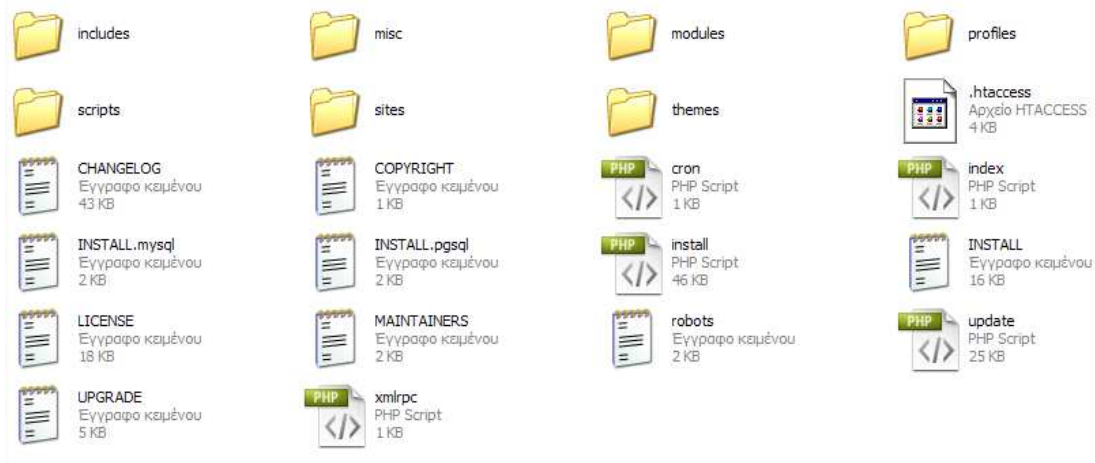 includes
misc
modules
profiles
scripts
sites
themes
.htaccess
Αρχείο HTACCESS
4 KB
CHANGELOG
Έγγραφο κειμένου
43 KB
COPYRIGHT
Έγγραφο κειμένου
1 KB
PHP
cron
PHP Script
1 KB
PHP
index
PHP Script
1 KB
INSTALL.mysql
Έγγραφο κειμένου
2 KB
INSTALL.pgsql
Έγγραφο κειμένου
2 KB
PHP
install
PHP Script
46 KB
INSTALL
Έγγραφο κειμένου
16 KB
LICENSE
Έγγραφο κειμένου
18 KB
MAINTAINERS
Έγγραφο κειμένου
2 KB
robots
Έγγραφο κειμένου
2 KB
PHP
update
PHP Script
25 KB
UPGRADE
Έγγραφο κειμένου
5 KB
PHP
xmlrpc
PHP Script
1 KB